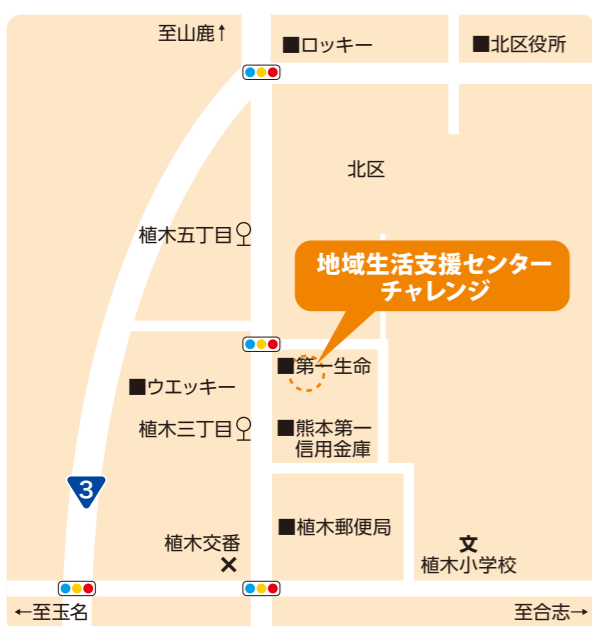 至山鹿↑
■ロッキー
■北区役所
北区
植木五丁目
地域生活支援センター
チャレンジ
■第一生命
■ウエッキー
植木三丁目
■熊本第一
信用金庫
3
■植木郵便局
植木交番
×
文
植木小学校
←至玉名
至合志→